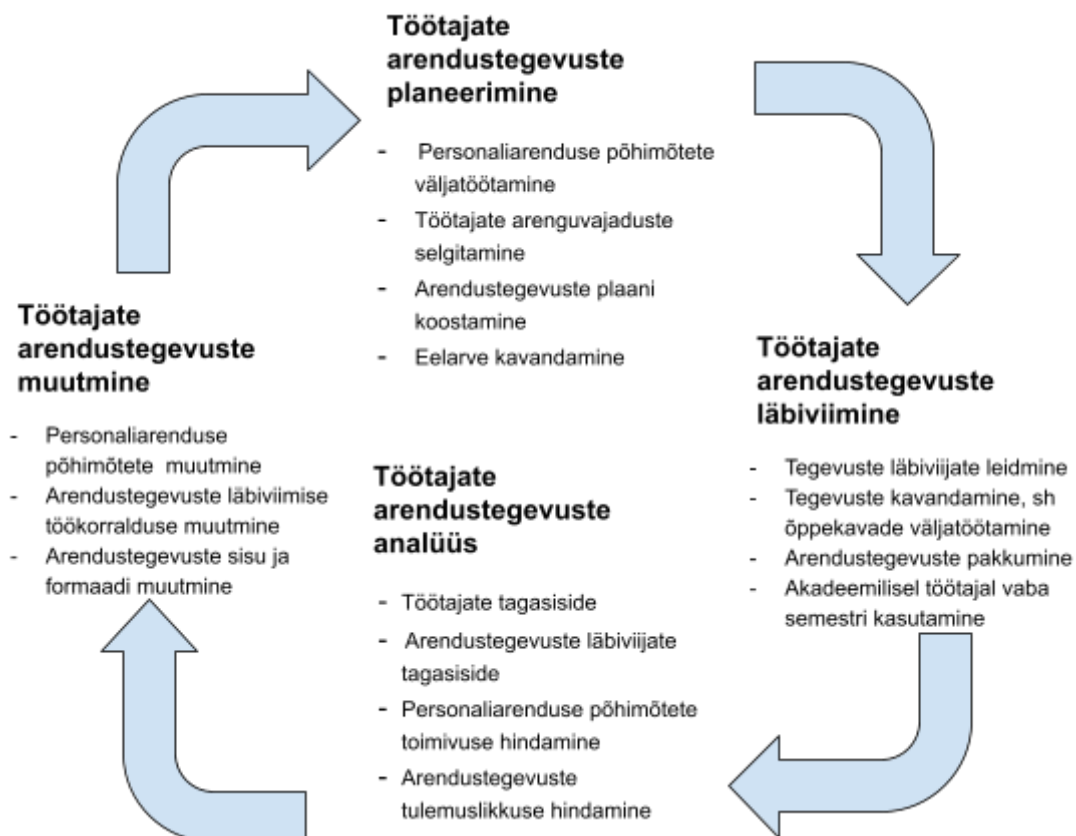 Töötajate
arendustegevuste
planeerimine
- Personaliarenduse põhimõtete
väljatöötamine
- Töötajate arenguvajaduste
selgitamine
- Arendustegevuste plaani
koostamine
- Eelarve kavandamine
Töötajate
arendustegevuste
läbiviimine
- Tegevuste läbiviijate leidmine
- Tegevuste kavandamine, sh
õppekavade väljatöötamine
- Arendustegevuste pakkumine
- Akadeemilisel töötajal vaba
semestri kasutamine
Töötajate
arendustegevuste
analüüs
- Töötajate tagasiside
- Arendustegevuste läbiviijate
tagasiside
- Personaliarenduse põhimõtete
toimivuse hindamine
- Arendustegevuste
tulemuslikkuse hindamine
Töötajate
arendustegevuste
muutmine
- Personaliarenduse
põhimõtete muutmine
- Arendustegevuste läbiviimise
töökorralduse muutmine
- Arendustegevuste sisu ja
formaadi muutmine